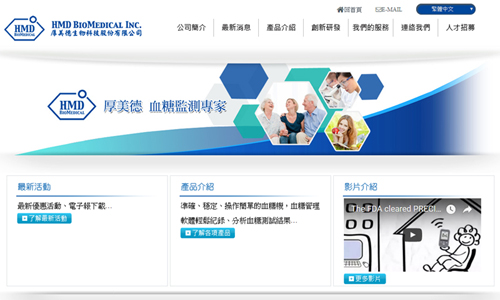 回首頁 E-MAIL 繁體中文
HMD BIOMEDICAL INC.
厚美德生物科技股份有限公司
HMD
BIOMEDICAL
公司簡介 最新消息 產品介紹 創新研發 我們的服務 連絡我們 人才招募
HMD
BIOMEDICAL
厚美德 血糖監測專家
最新活動
最新優惠活動、電子報下載...
了解最新活動
產品介紹
準確、穩定、操作簡單的血糖機，血糖管理
軟體輕鬆記錄、分析血糖測試結果...
了解各項產品
影片介紹
The FDA cleared PRECI...
更多影片